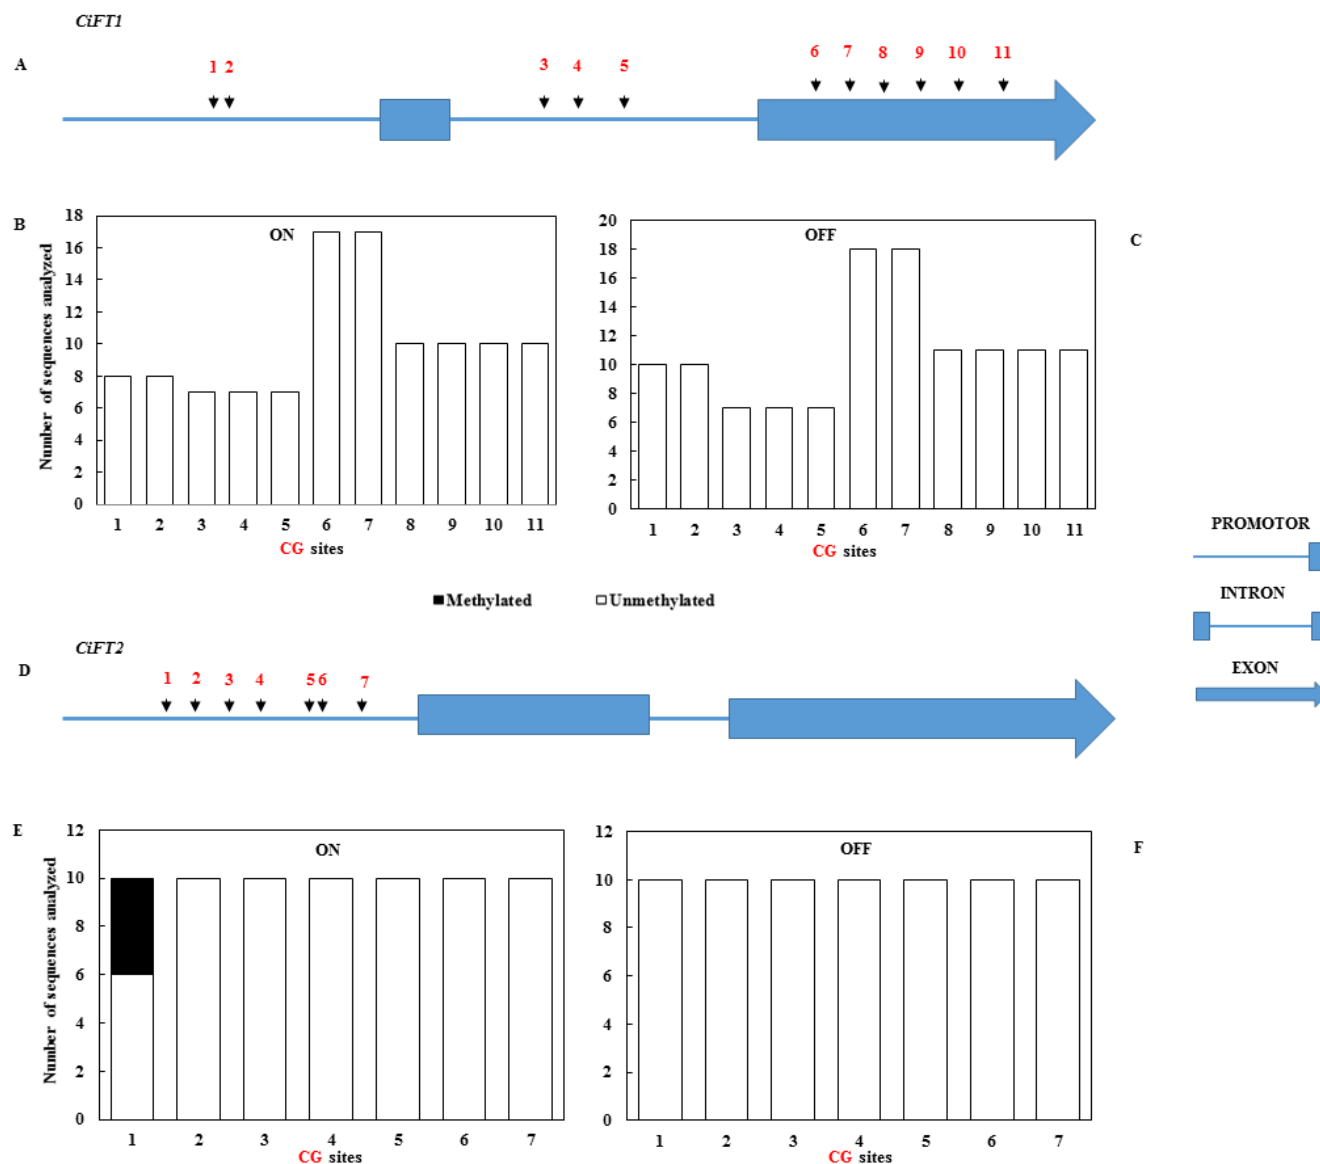 CiFT1
A
1 2 3 4 5 6 7 8 9 10 11
B
Number of sequences analyzed
18
16
14
12
10
8
6
4
2
0
ON
1 2 3 4 5 6 7 8 9 10 11
CG sites
C
20
18
16
14
12
10
8
6
4
2
0
OFF
1 2 3 4 5 6 7 8 9 10 11
CG sites
PROMOTOR
INTRON
EXON
Methylated Unmethylated
CiFT2
D
1 2 3 4 5 6 7
E
Number of sequences analyzed
12
10
8
6
4
2
0
ON
1 2 3 4 5 6 7
CG sites
F
12
10
8
6
4
2
0
OFF
1 2 3 4 5 6 7
CG sites